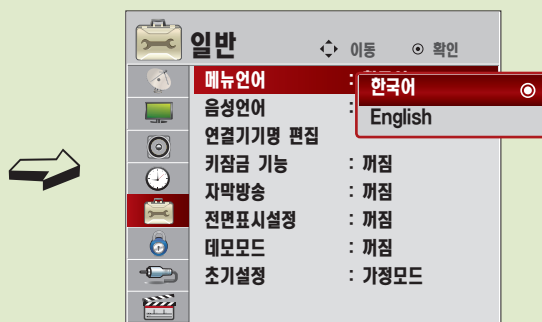 일반 이동 확인
메뉴언어 :
한국어
음성언어 :
English
연결기기명 편집
키잠금 기능 : 꺼짐
자막방송 : 꺼짐
전면표시설정 : 꺼짐
데모모드 : 꺼짐
초기설정 : 가정모드